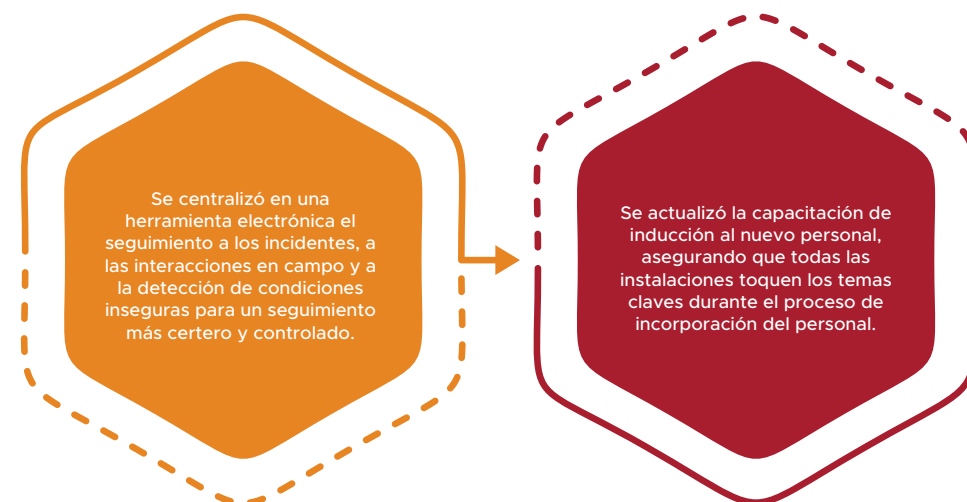 Se centralizó en una
herramienta electrónica el
seguimiento a los incidentes, a
las interacciones en campo y a
la detección de condiciones
inseguras para un seguimiento
más certero y controlado.
Se actualizó la capacitación de
inducción al nuevo personal,
asegurando que todas las
instalaciones toquen los temas
claves durante el proceso de
incorporación del personal.